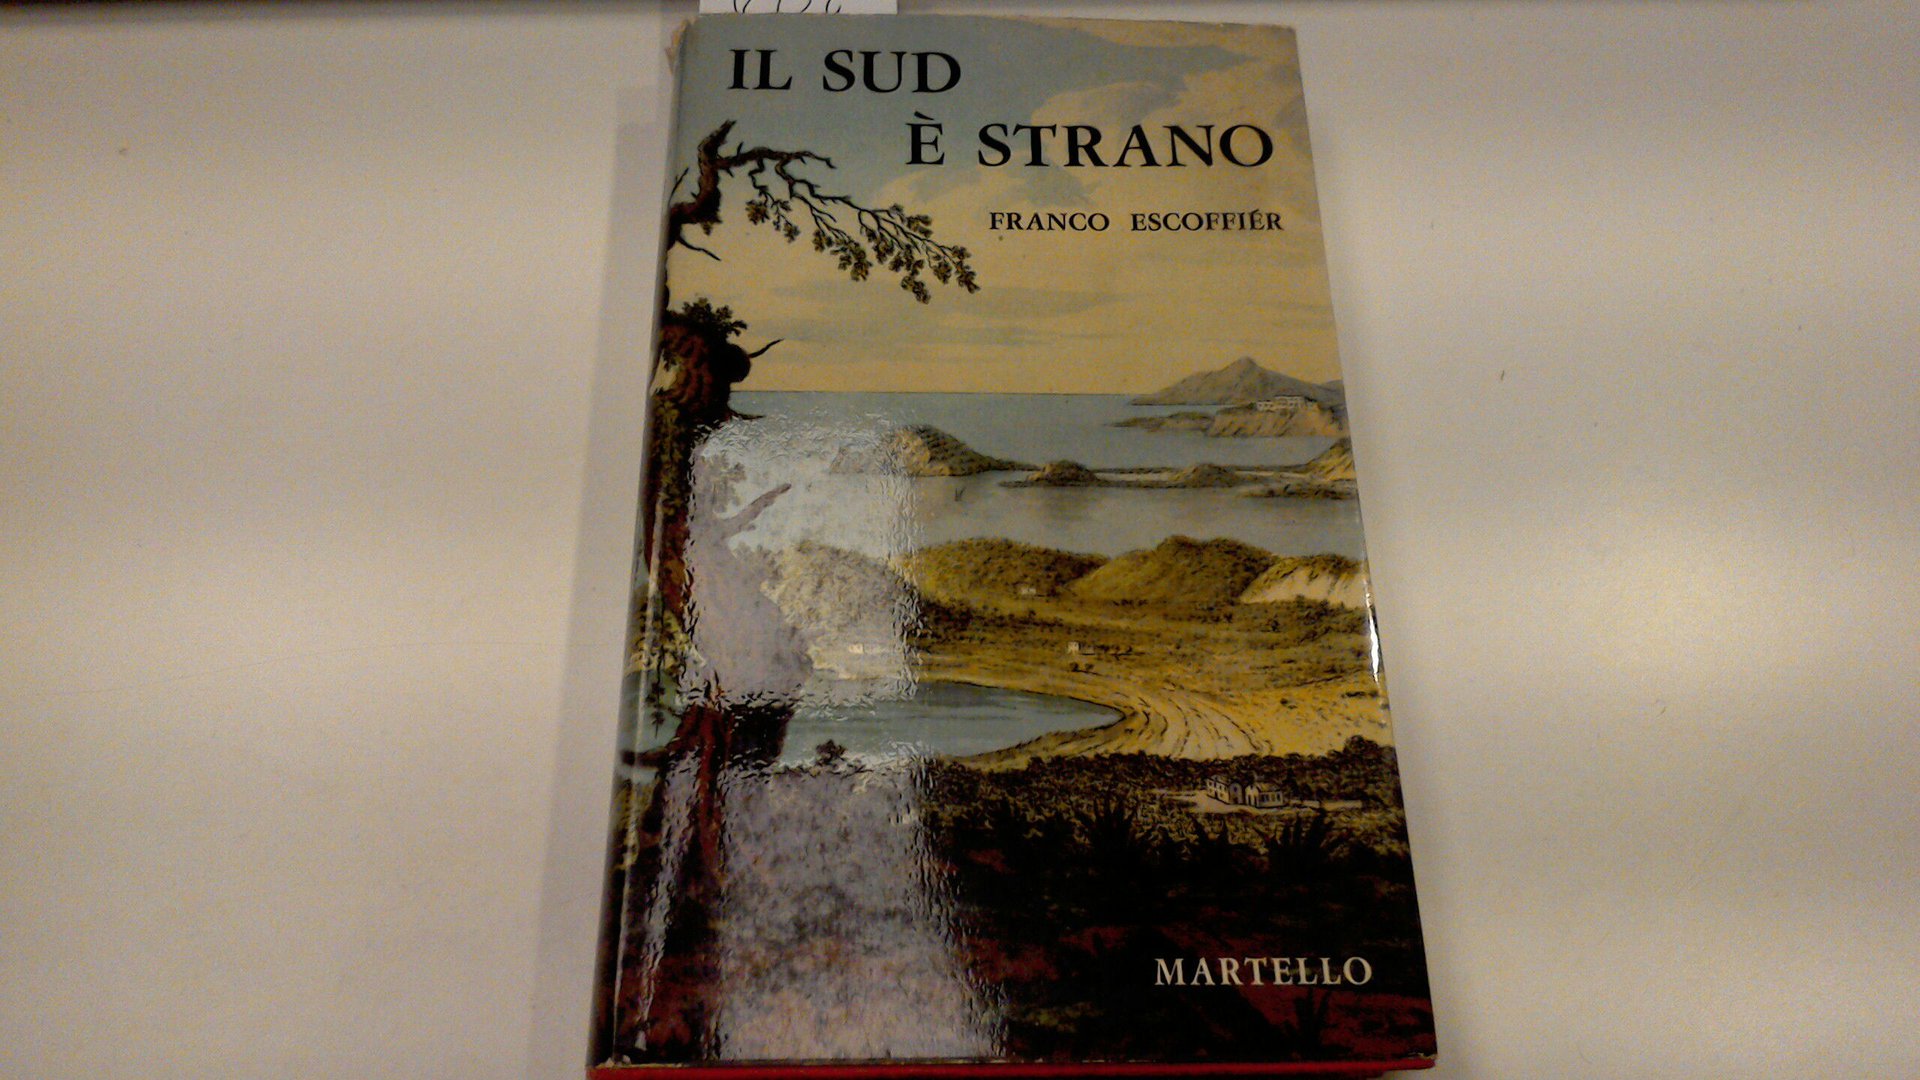 IL SUD
È STRANO
FRANCO ESCOFFIÉR
MARTELLO